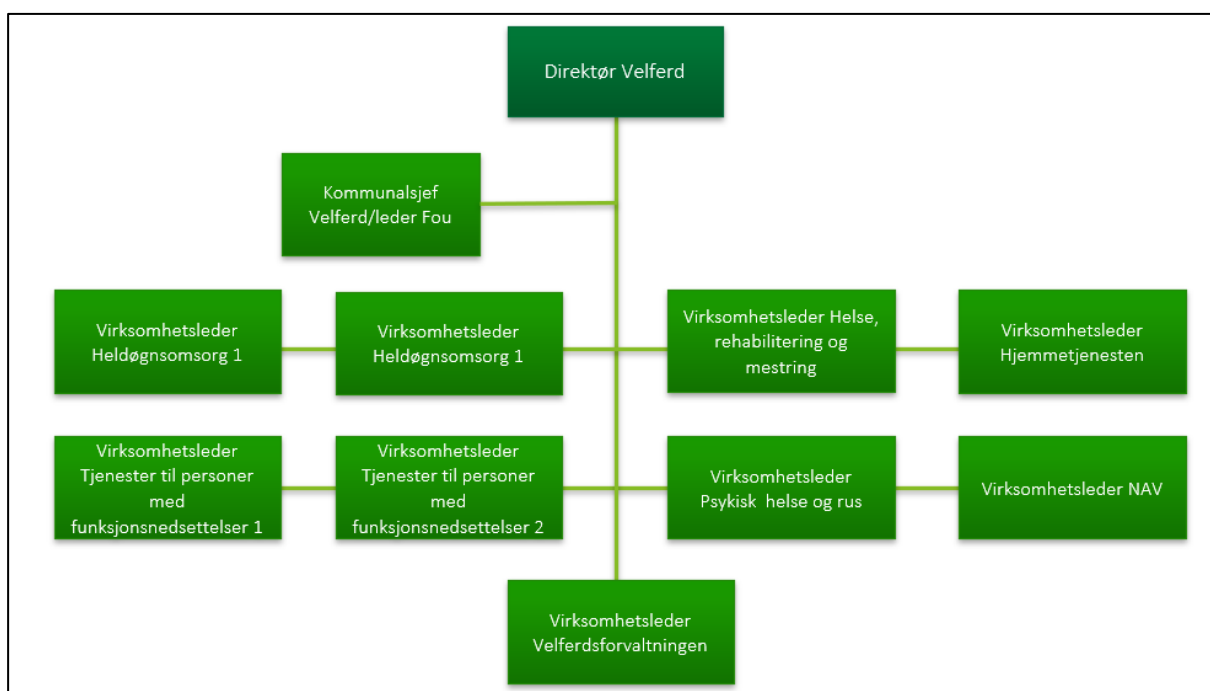 Direktør Velferd
Kommunalsjef
Velferd/leder Fou
Virksomhetsleder
Heldøgnsomsorg 1
Virksomhetsleder
Heldøgnsomsorg 1
Virksomhetsleder Helse,
rehabilitering og
mestring
Virksomhetsleder
Hjemmetjenesten
Virksomhetsleder
Tjenester til personer
med
funksjonsnedsettelser 1
Virksomhetsleder
Tjenester til personer
med
funksjonsnedsettelser 2
Virksomhetsleder
Psykisk helse og rus
Virksomhetsleder NAV
Virksomhetsleder
Velferdsforvaltningen